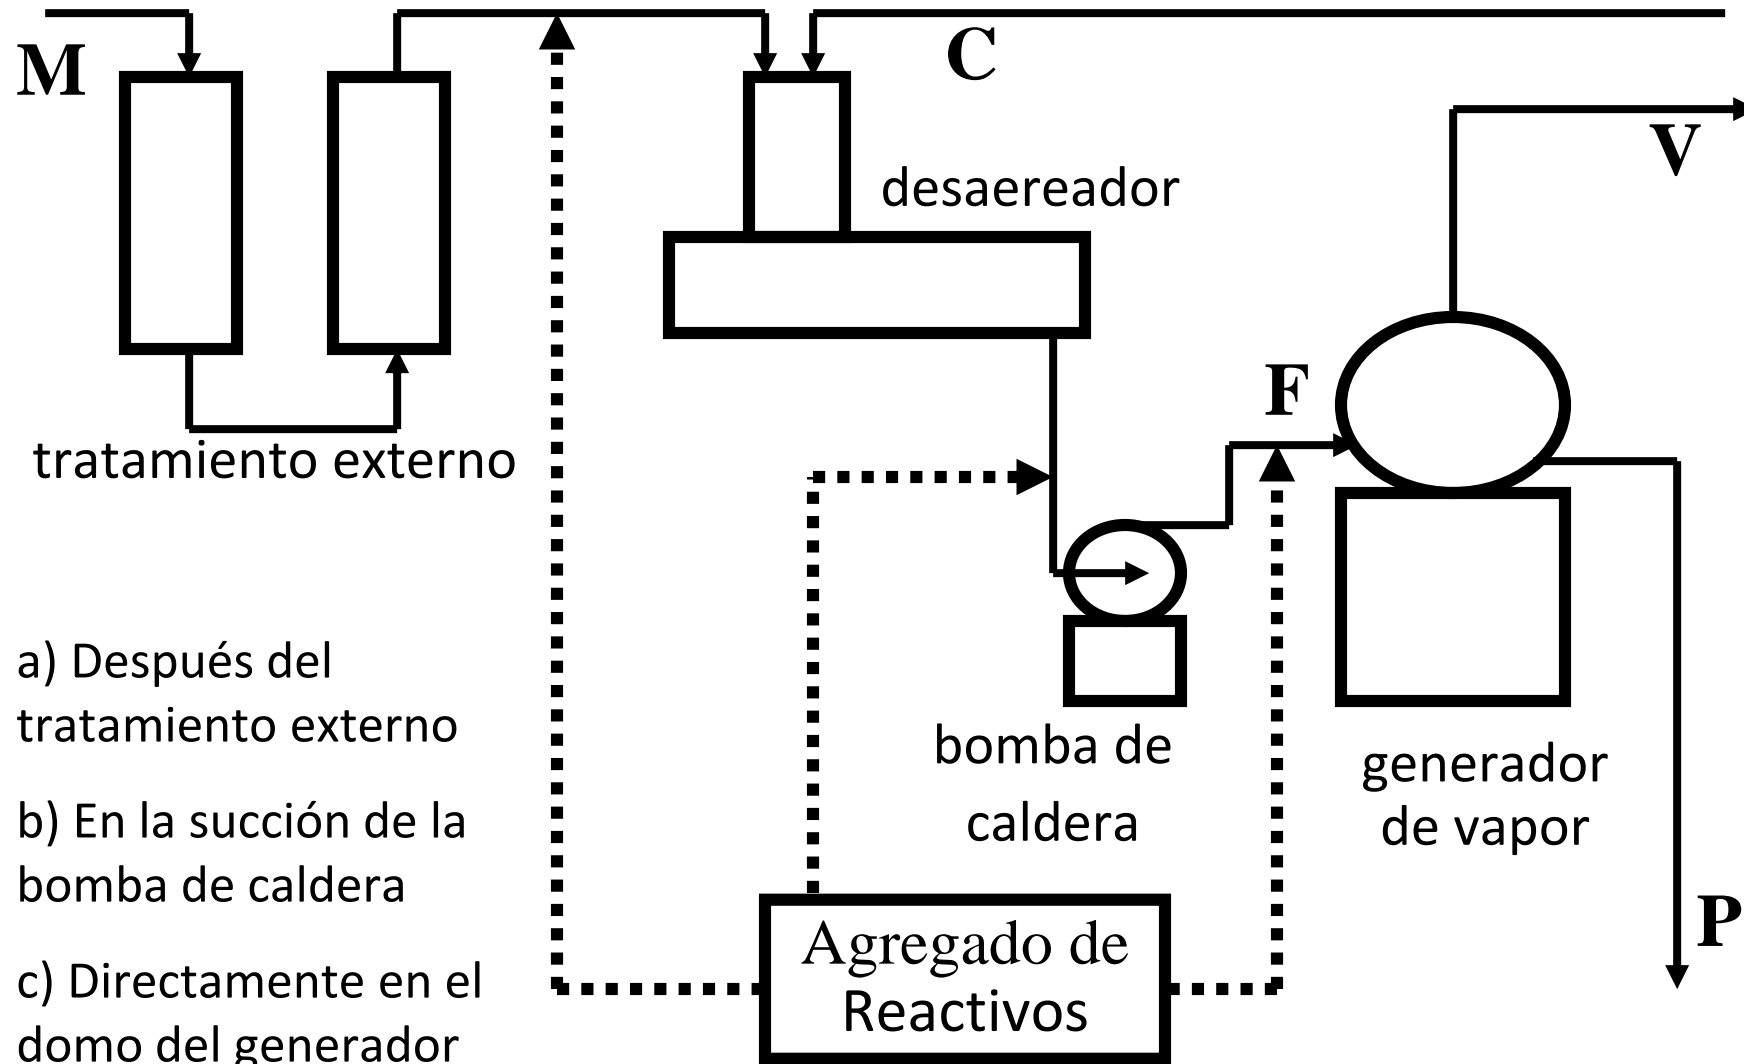 M
C
V
desaereador
F
tratamiento externo
a) Después del
tratamiento externo
b) En la succión de la
bomba de caldera
c) Directamente en el
domo del generador
bomba de
caldera
generador
de vapor
P
Agregado de
Reactivos